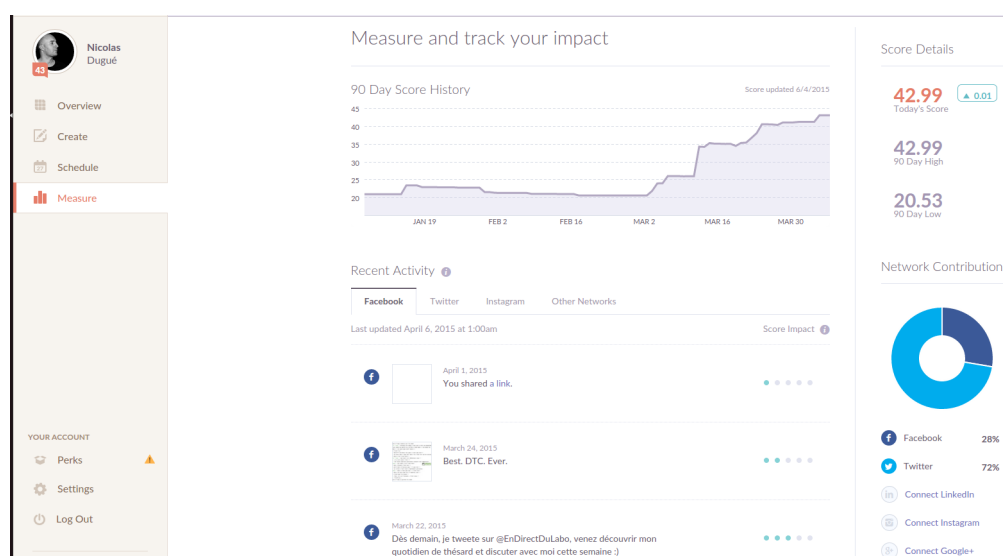 Nicolas
Dugué
43
Overview
Create
27
Schedule
Measure
YOUR ACCOUNT
Perks
Settings
Log Out
Measure and track your impact
90 Day Score History
Score updated 6/4/2015
45
40
35
30
25
20
JAN 19
FEB 2
FEB 16
MAR 2
MAR 16
MAR 30
Recent Activity
Facebook
Twitter
Instagram
Other Networks
Last updated April 6, 2015 at 1:00am
Score Impact
April 1, 2015
You shared a link.
March 24, 2015
Best. DTC. Ever.
March 22, 2015
Dès demain, je tweete sur @EnDirectDuLabo, venez découvrir mon
quotidien de thésard et discuter avec moi cette semaine :)
Score Details
42.99
0.01
Today's Score
42.99
90 Day High
20.53
90 Day Low
Network Contribution
Facebook 28%
Twitter 72%
Connect LinkedIn
Connect Instagram
Connect Google+